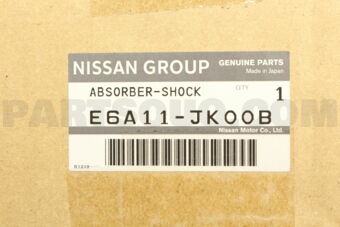 NISSAN GROUP
GENUINE PARTS
Made in Japan
ABSORBER-SHOCK
QTY
1
E6A11-JK00B
Nissan Motor Co., Ltd.